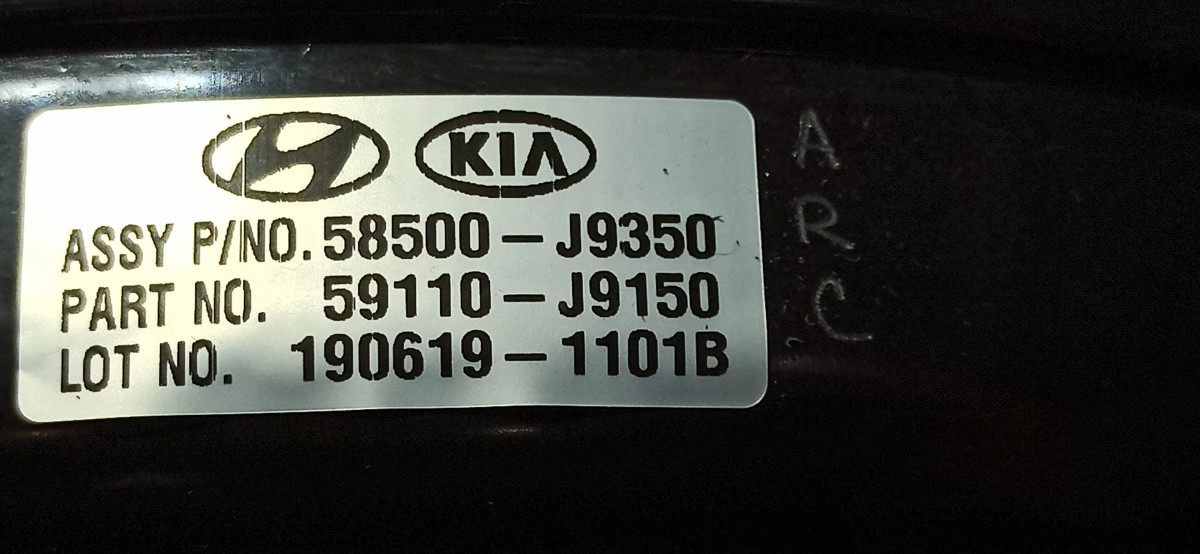 KIA
ASSY P/NO. 58500-J9350
PART NO. 59110-J9150
LOT NO. 190619-1101B
A
R
C